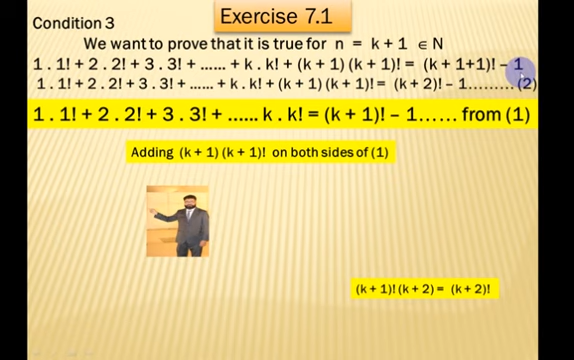 Exercise 7.1
Condition 3
We want to prove that it is true for n = k + 1 ∈ N
1 . 1! + 2 . 2! + 3 . 3! + ...... + k . k! + (k + 1) (k + 1)! = (k + 1+1)! – 1
1 . 1! + 2 . 2! + 3 . 3! + ...... + k . k! + (k + 1) (k + 1)! = (k + 2)! – 1.........(2)
1 . 1! + 2 . 2! + 3 . 3! + ...... k . k! = (k + 1)! – 1...... from (1)
Adding (k + 1) (k + 1)! on both sides of (1)
(k + 1)! (k + 2) = (k + 2)!